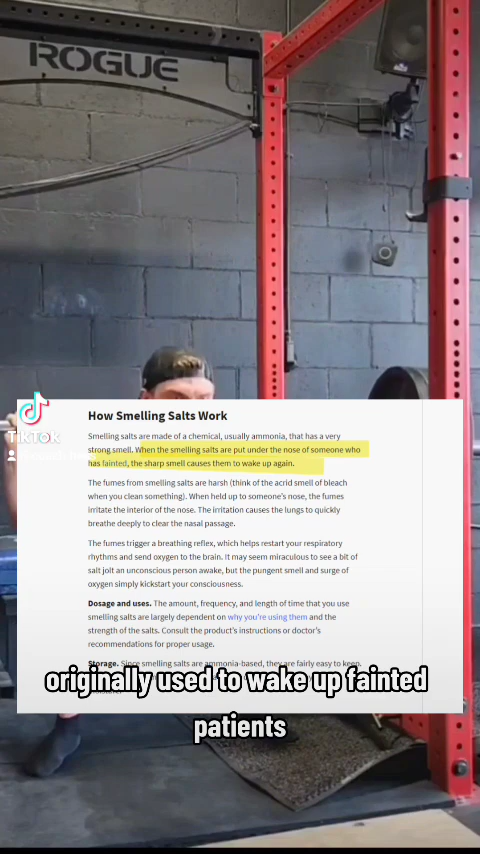 ROGUE
How Smelling Salts Work
Smelling salts are made of a chemical, usually ammonia, that has a very
strong smell. When the smelling salts are put under the nose of someone who
has fainted, the sharp smell causes them to wake up again.
The fumes from smelling salts are harsh (think of the acrid smell of bleach
when you clean something). When held up to someone's nose, the fumes
irritate the interior of the nose. The irritation causes the lungs to quickly
breathe deeply to clear the nasal passage.
The fumes trigger a breathing reflex, which helps restart your respiratory
rhythms and send oxygen to the brain. It may seem miraculous to see a bit of
salt jolt an unconscious person awake, but the pungent smell and surge of
oxygen simply kickstart your consciousness.
TikTok
Dosage and uses. The amount, frequency, and length of time that you use
smelling salts are largely dependent on why you're using them and the
strength of the salts. Consult the product's instructions or doctor's
recommendations for proper usage.
Storage. Since smelling salts are ammonia-based, they are fairly easy to keep.
originally used to wake up fainted
patients